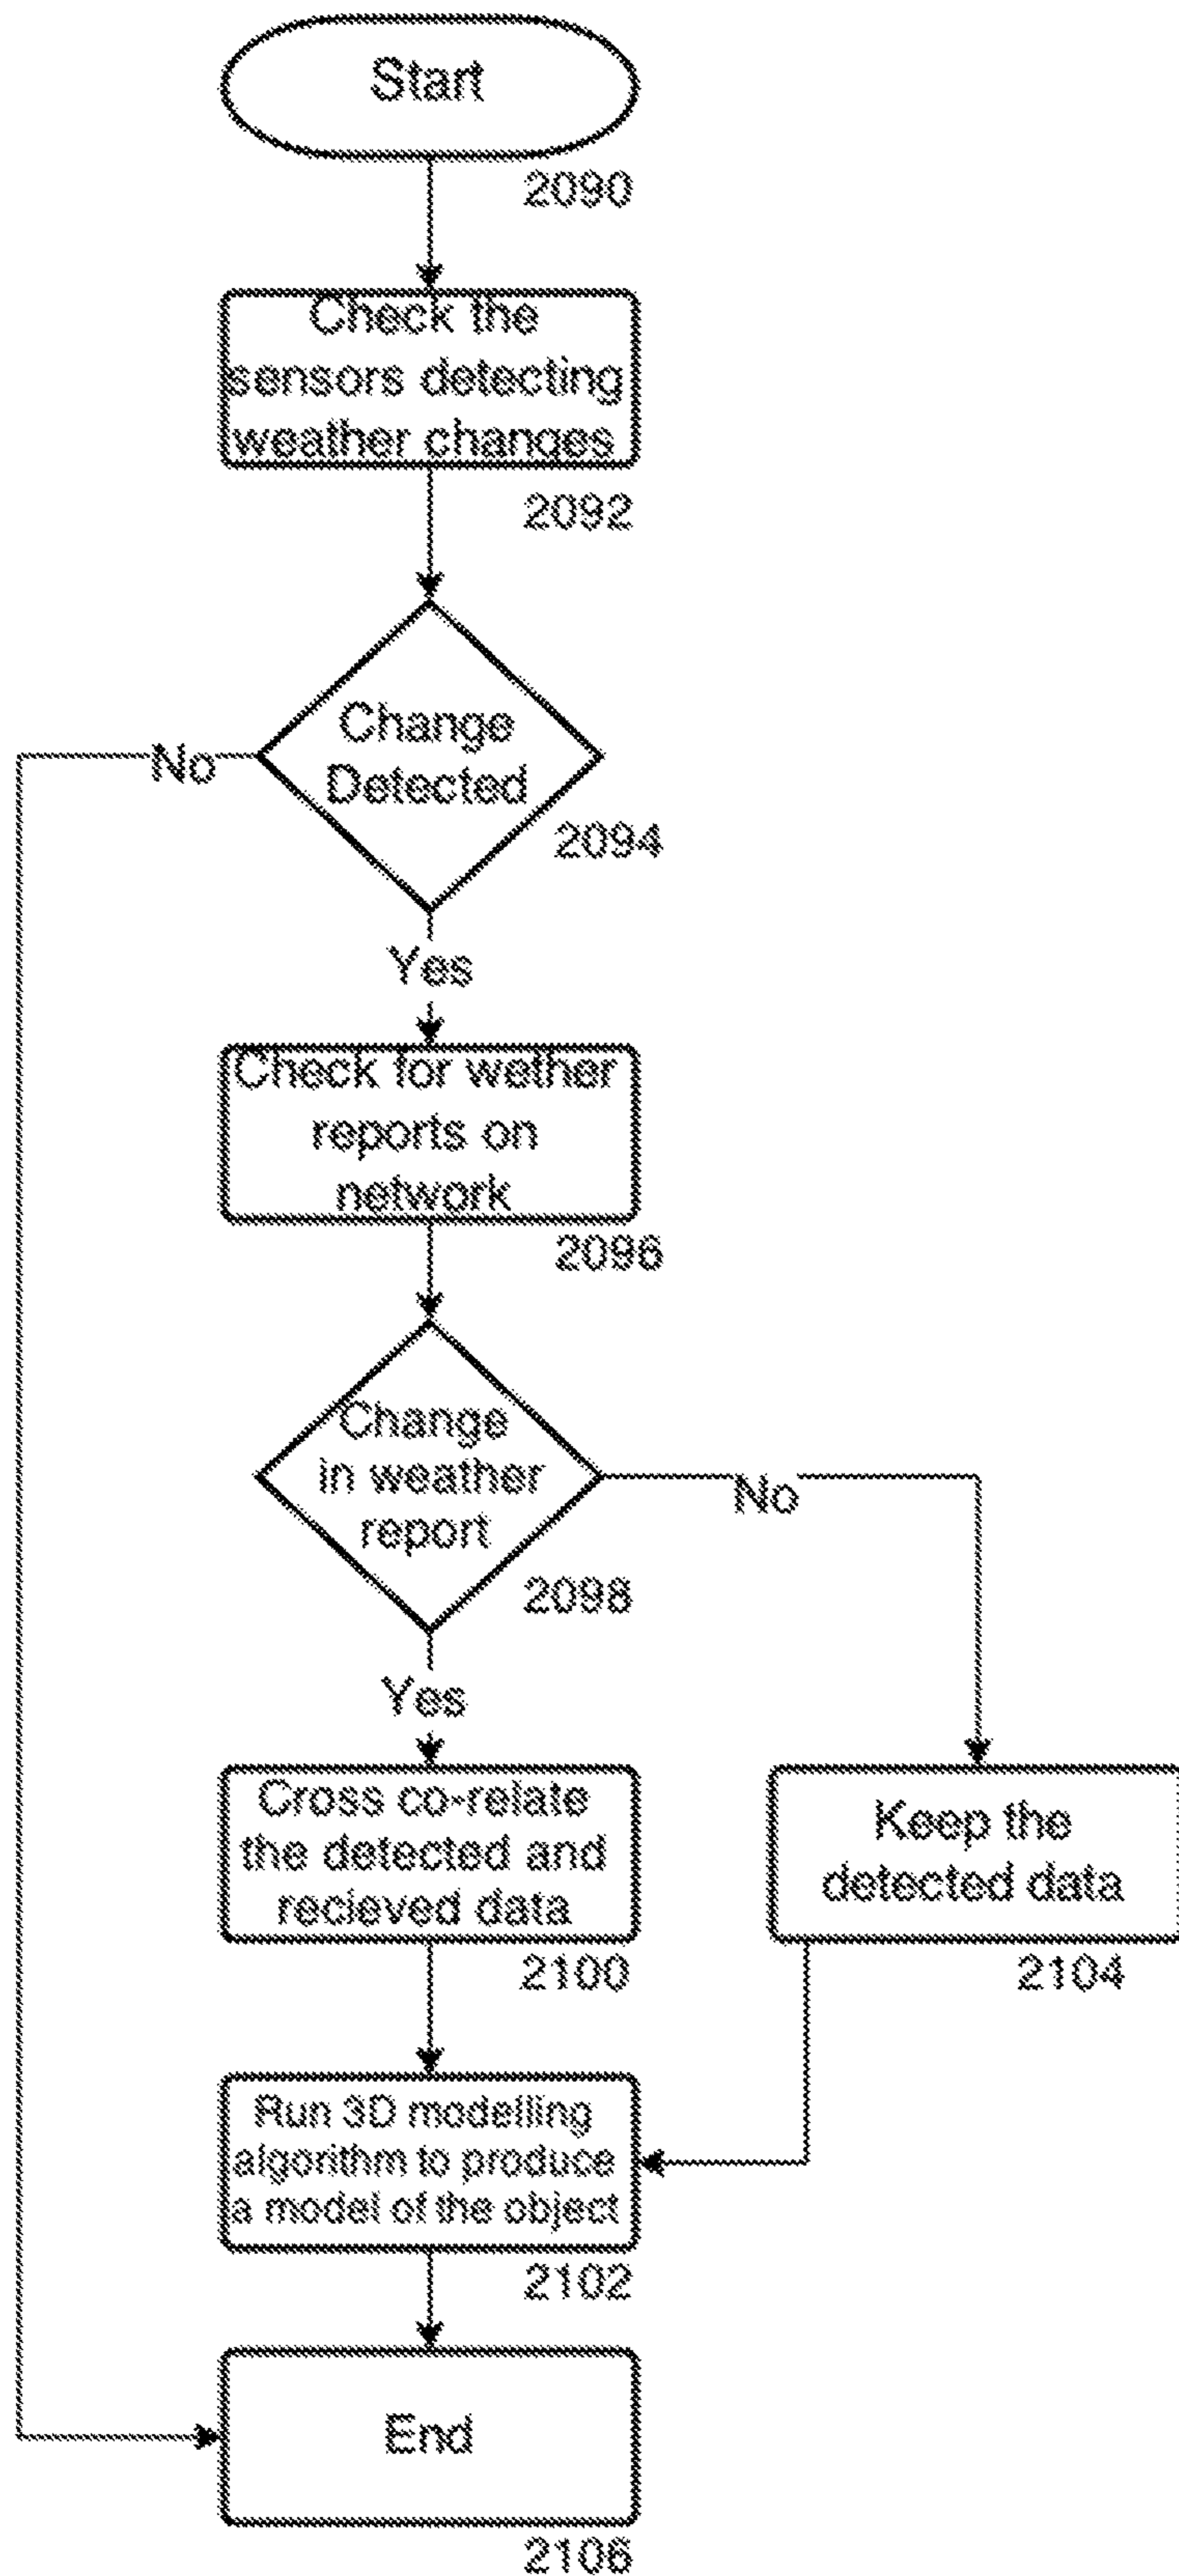 Start
2090
Check the
sensors detecting
weather changes
2092
Change
Detected
2094
No
Yes
Check for wether
reports on
network
2096
Change
in weather
report
2098
No
Yes
Cross co-relate
the detected and
recieved data
2100
Keep the
detected data
2104
Run 3D modelling
algorithm to produce
a model of the object
2102
End
2106